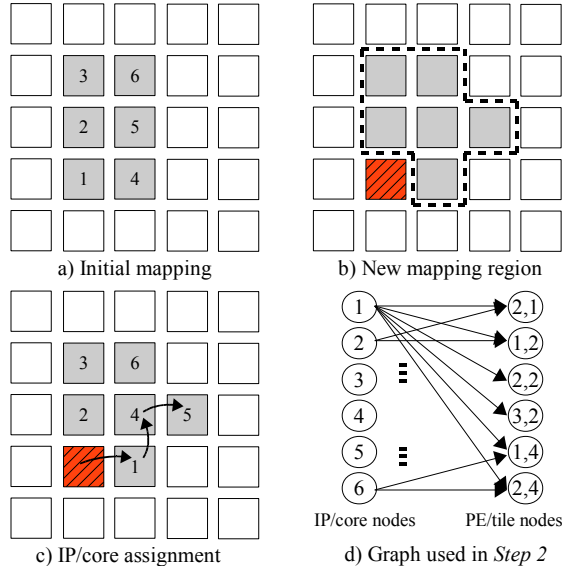 3 6
2 5
1 4
a) Initial mapping
b) New mapping region
3 6
2 4 5
1
c) IP/core assignment
1 2,1
2 1,2
3 2,2
4 3,2
5 1,4
6 2,4
IP/core nodes PE/tile nodes
d) Graph used in Step 2